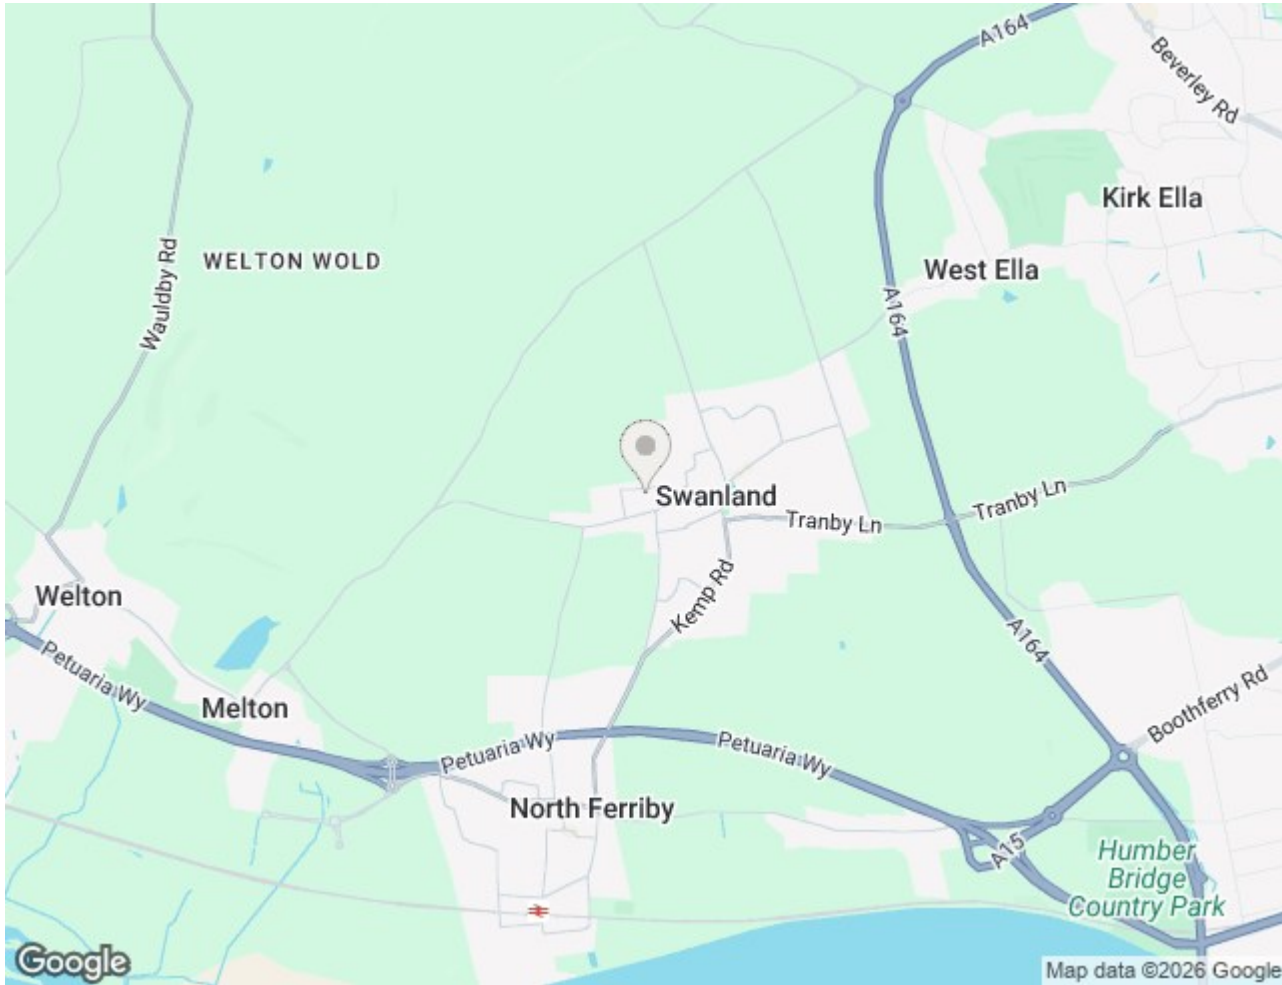 A164
Beverley Rd
Kirk Ella
WELTON WOLD
Wauldby Rd
West Ella
A164
Swanland
Tranby Ln
Tranby Ln
Welton
Kemp Rd
A164
Petuaria Wy
Melton
Boothferry Rd
Petuaria Wy
Petuaria Wy
North Ferriby
A15
Humber
Bridge
Country Park
Google
Map data ©2026 Google